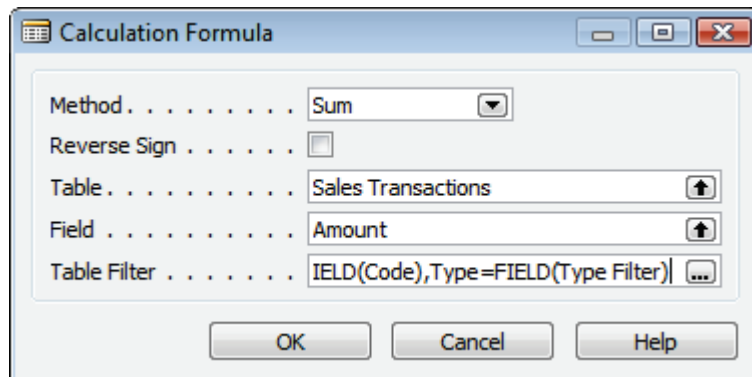 Calculation Formula
Method. . . . . . . . . Sum
Reverse Sign . . . . . .
Table. . . . . . . . . . Sales Transactions
Field . . . . . . . . . . Amount
Table Filter . . . . . . . IELD(Code),Type=FIELD(Type Filter)
OK Cancel Help